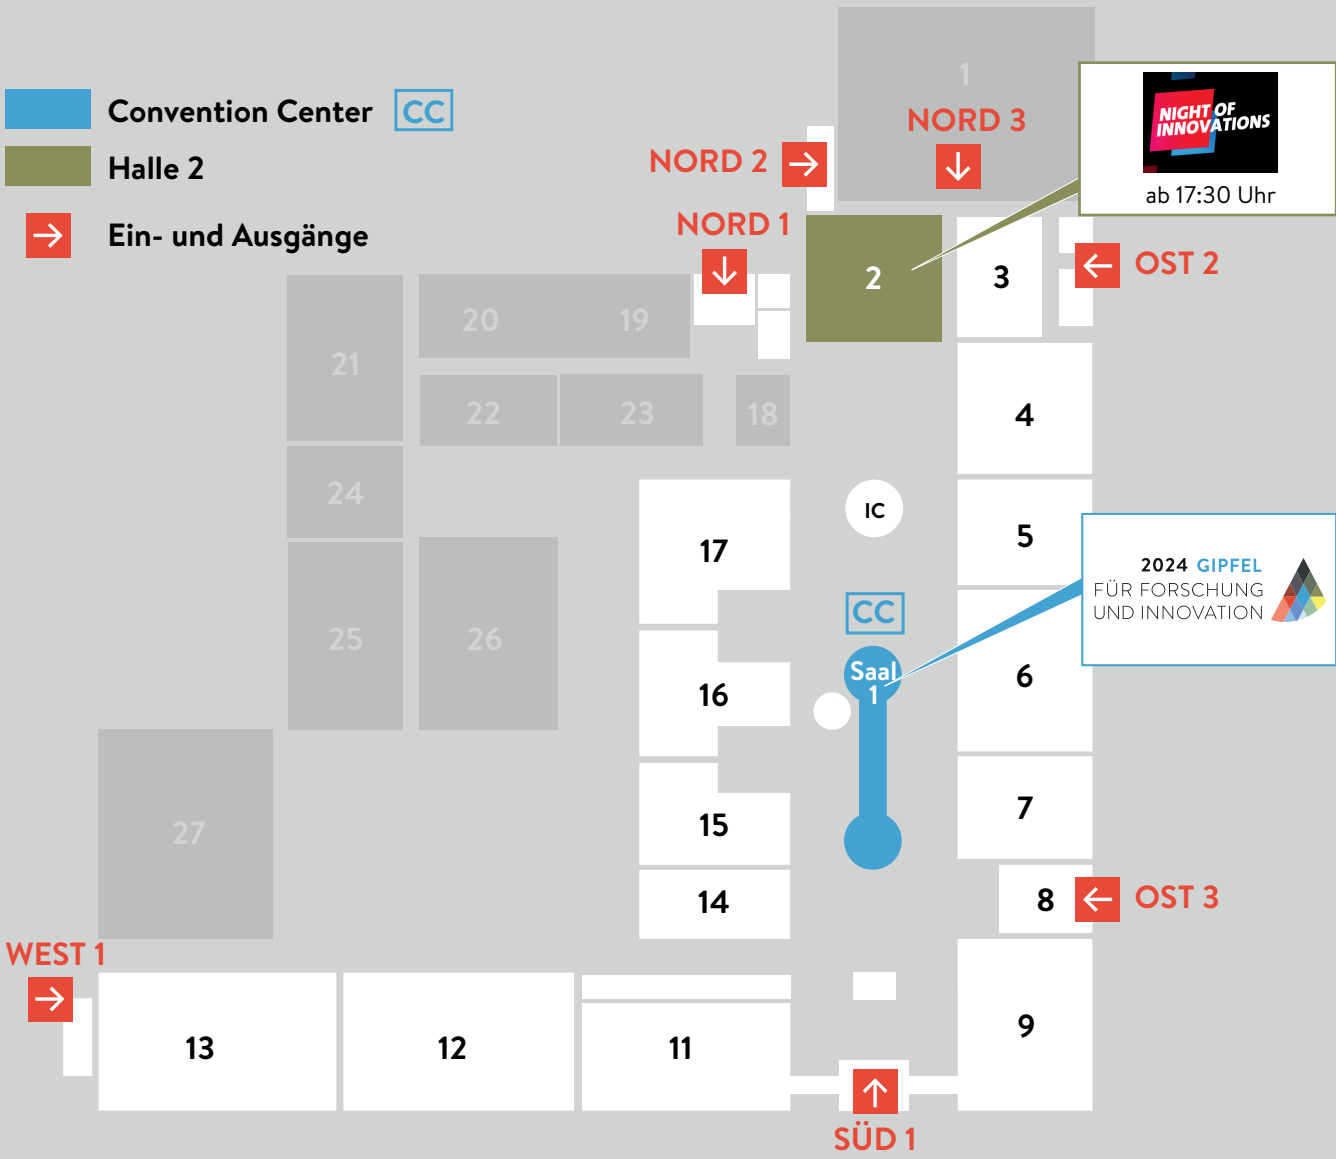 Convention Center CC
Halle 2
Ein- und Ausgänge
1
NORD 3
NORD 2
NORD 1
NIGHT OF
INNOVATIONS
ab 17:30 Uhr
OST 2
2
3
20
19
21
22
23
18
4
24
17
IC
5
2024 GIPFEL
FÜR FORSCHUNG
UND INNOVATION
CC
25
26
16
Saal
1
6
27
15
7
14
8
OST 3
WEST 1
13
12
11
9
SÜD 1